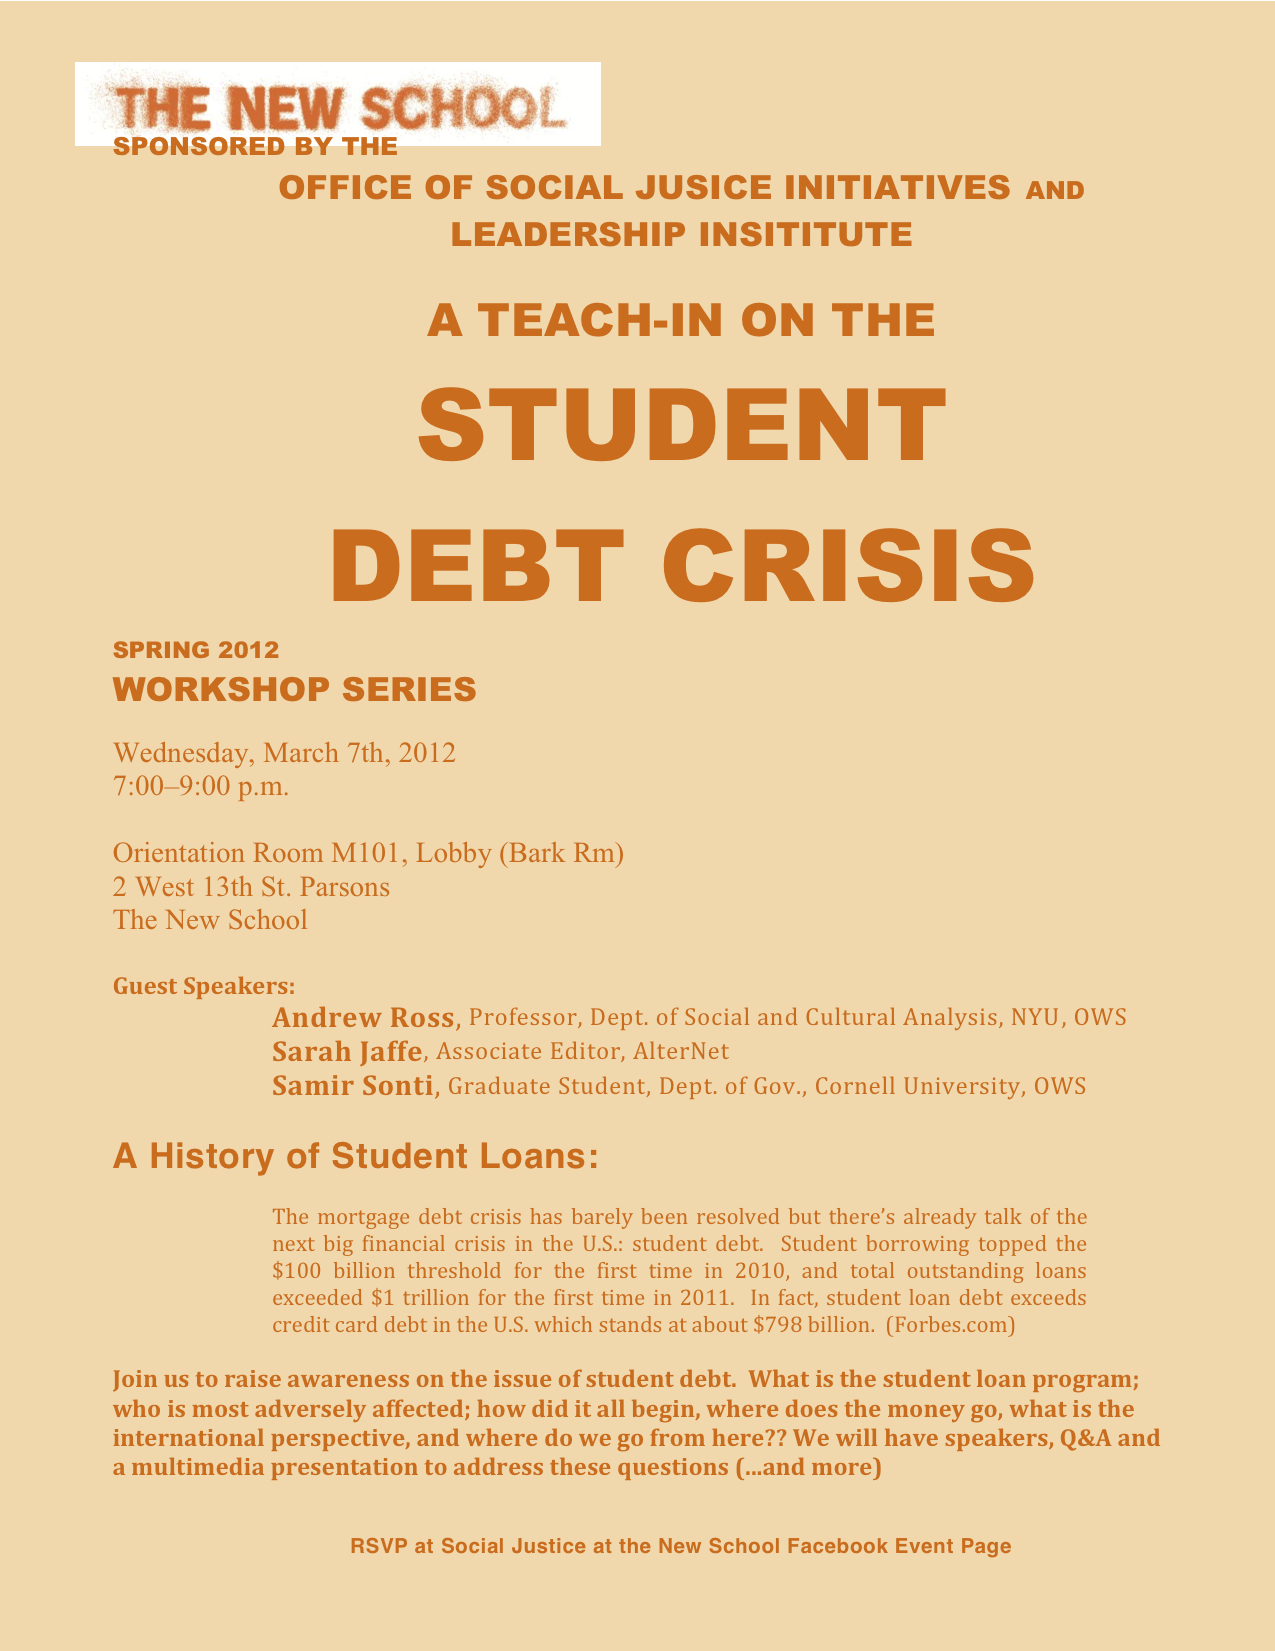 THE NEW SCHOOL
SPONSORED BY THE
OFFICE OF SOCIAL JUSICE INITIATIVES AND
LEADERSHIP INSITITUTE
A TEACH-IN ON THE
STUDENT
DEBT CRISIS
SPRING 2012
WORKSHOP SERIES
Wednesday, March 7th, 2012
7:00–9:00 p.m.
Orientation Room M101, Lobby (Bark Rm)
2 West 13th St. Parsons
The New School
Guest Speakers:
Andrew Ross, Professor, Dept. of Social and Cultural Analysis, NYU, OWS
Sarah Jaffe, Associate Editor, AlterNet
Samir Sonti, Graduate Student, Dept. of Gov., Cornell University, OWS
A History of Student Loans:
The mortgage debt crisis has barely been resolved but there’s already talk of the
next big financial crisis in the U.S.: student debt.  Student borrowing topped the
$100 billion threshold for the first time in 2010, and total outstanding loans
exceeded $1 trillion for the first time in 2011.  In fact, student loan debt exceeds
credit card debt in the U.S. which stands at about $798 billion.  (Forbes.com)
Join us to raise awareness on the issue of student debt.  What is the student loan program;
who is most adversely affected; how did it all begin, where does the money go, what is the
international perspective, and where do we go from here?? We will have speakers, Q&A and
a multimedia presentation to address these questions (...and more)
RSVP at Social Justice at the New School Facebook Event Page